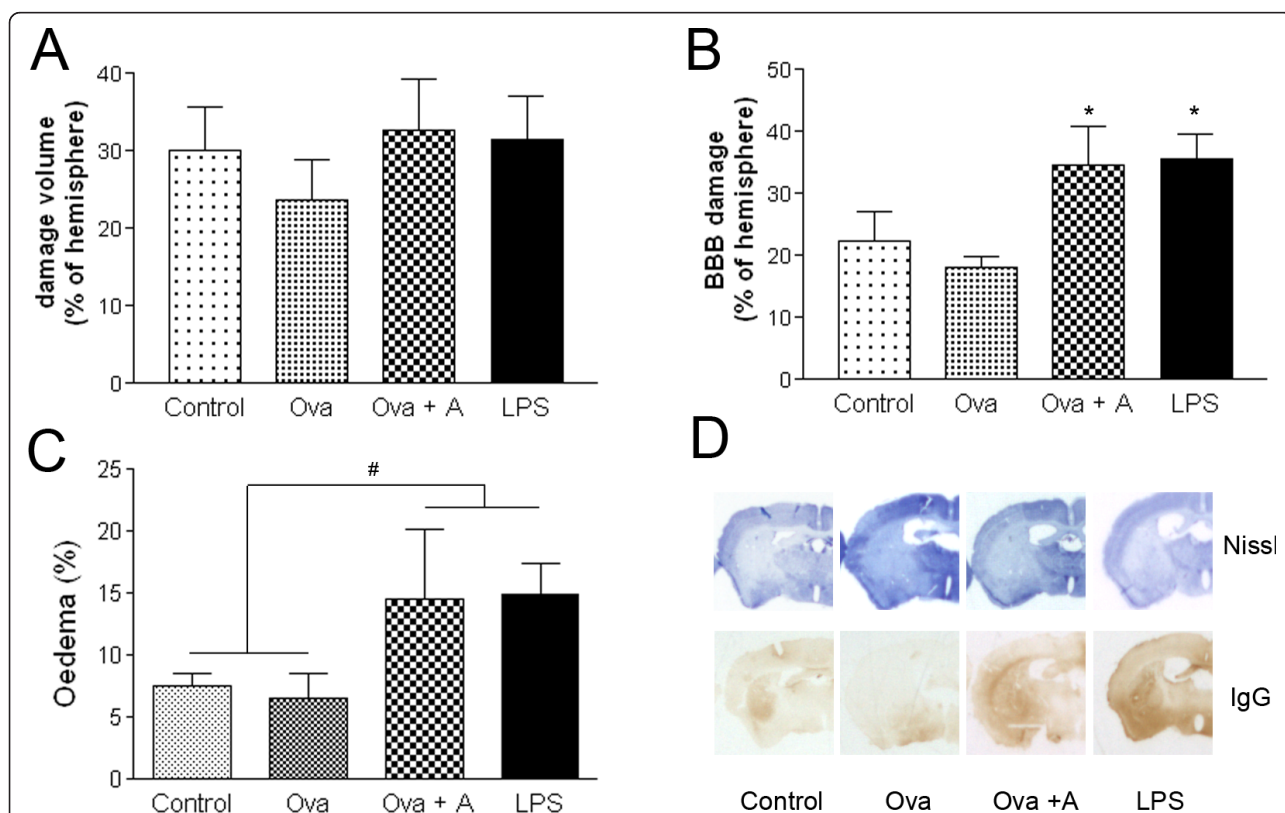 A
damage volume
(% of hemisphere)
40
30
20
10
0
Control Ova Ova + A LPS
B
BBB damage
(% of hemisphere)
50
40
30
20
10
0
* *
Control Ova Ova + A LPS
C
Oedema (%)
25
20
15
10
5
0
#
Control Ova Ova + A LPS
D
Nissl
IgG
Control Ova Ova +A LPS